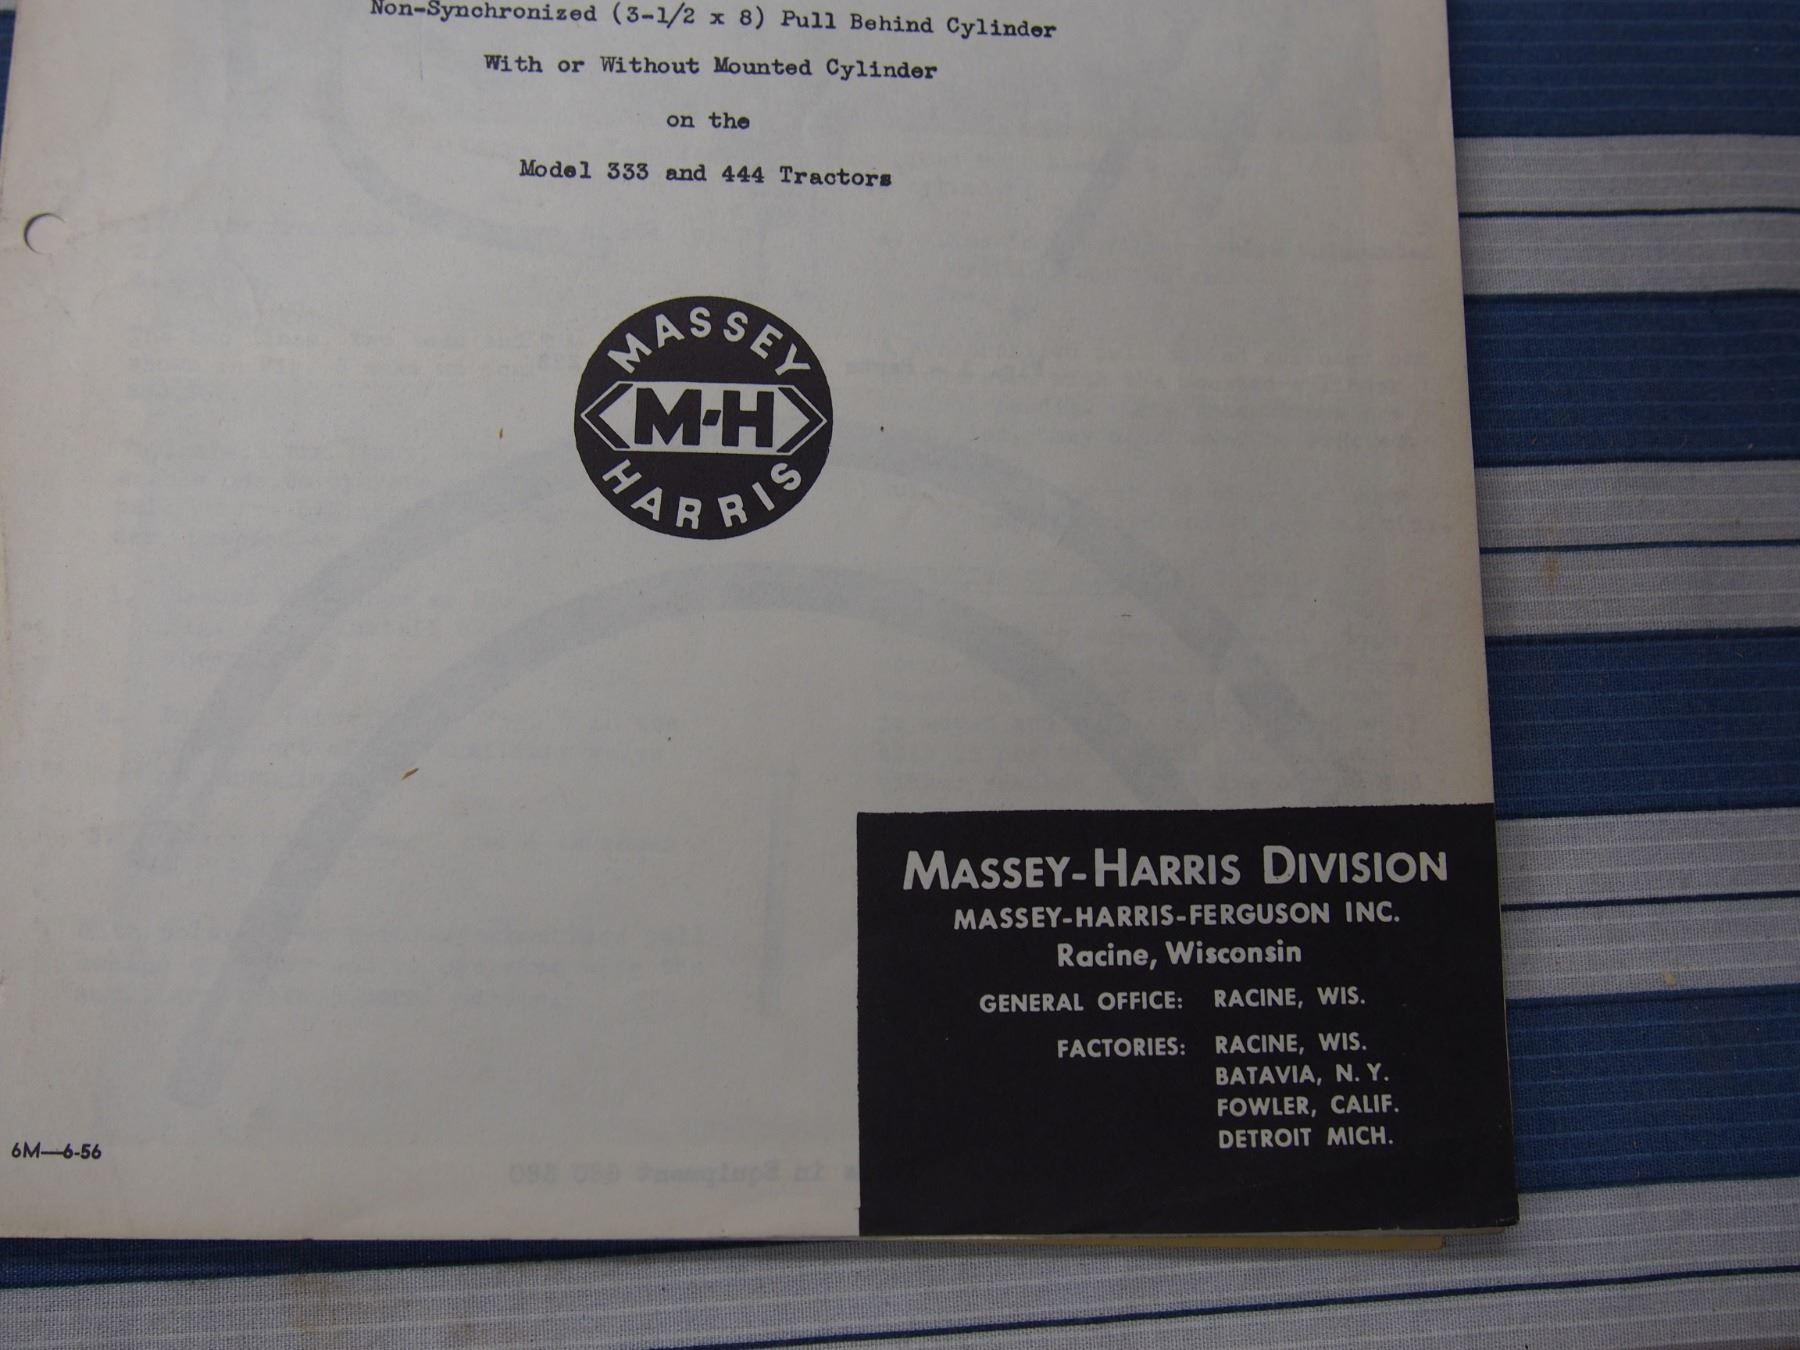 Non-Synchronized (3-1/2 x 8) Pull Behind Cylinder
With or Without Mounted Cylinder
on the
Model 333 and 444 Tractors
MASSEY
M-H
HARRIS
MASSEY-HARRIS DIVISION
MASSEY-HARRIS-FERGUSON INC.
Racine, Wisconsin
GENERAL OFFICE: RACINE, WIS.
FACTORIES: RACINE, WIS.
BATAVIA, N. Y.
FOWLER, CALIF.
DETROIT MICH.
6M—6-56